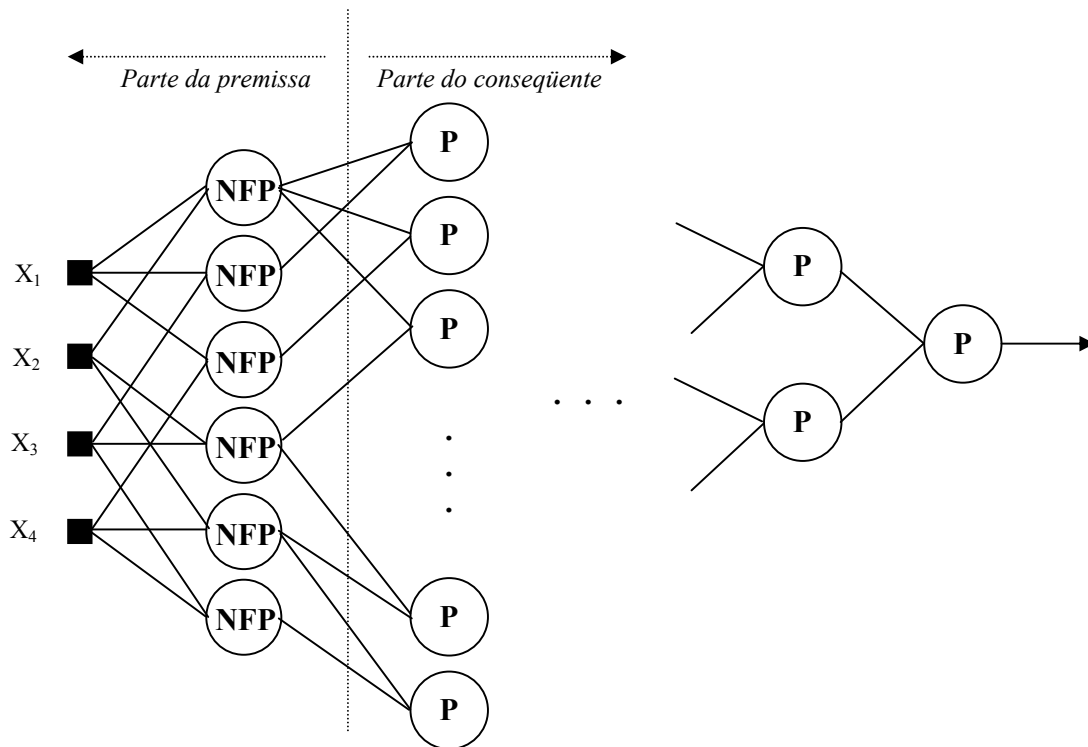 Parte da premissa
Parte do conseqüente
P
NFP
P
NFP
X1
P
P
P
NFP
X2
P
NFP
X3
P
. . .
.
.
.
NFP
X4
NFP
P
P